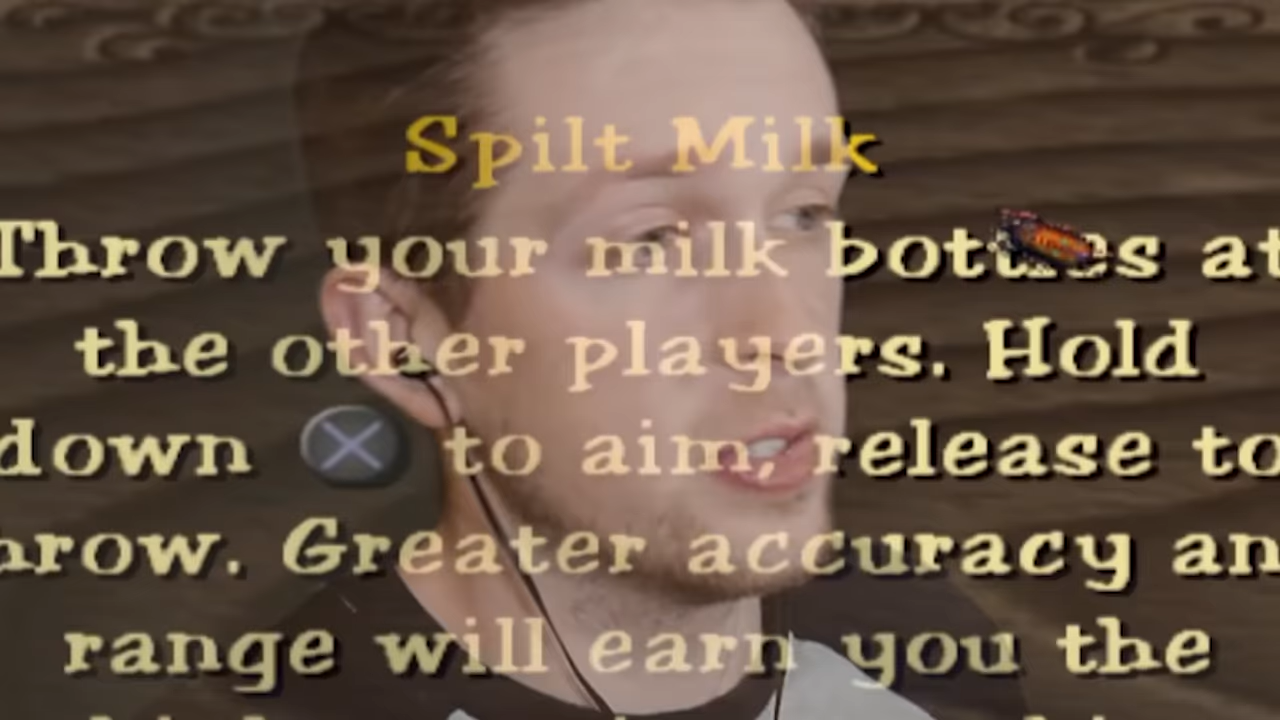 Spilt Milk
Throw your milk bottles at
the other players. Hold
down to aim, release to
hrow. Greater accuracy an
range will earn you the